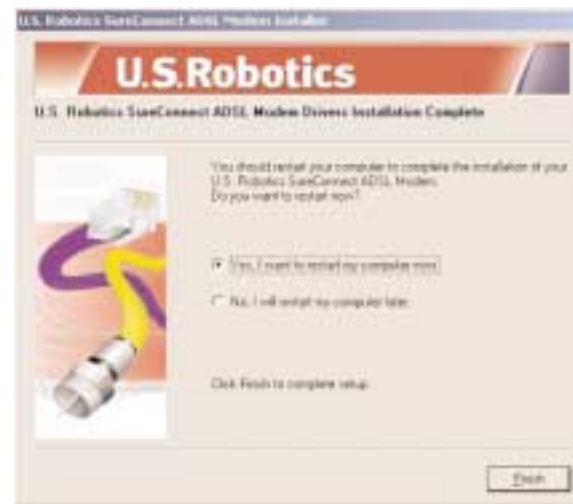 U.S. Robotics SureConnect ADSL Modem Installer
U.S.Robotics
U.S. Robotics SureConnect ADSL Modem Drivers Installation Complete
You should restart your computer to complete the installation of your
U.S. Robotics SureConnect ADSL Modem.
Do you want to restart now?
Yes, I want to restart my computer now.
No, I will restart my computer later.
Click Finish to complete setup.
Finish